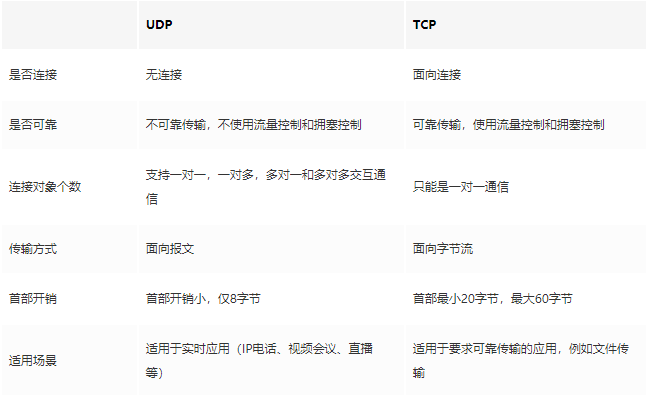 UDP TCP
是否连接 无连接 面向连接
是否可靠 不可靠传输，不使用流量控制和拥塞控制 可靠传输，使用流量控制和拥塞控制
连接对象个数 支持一对一，一对多，多对一和多对多交互通
信 只能是一对一通信
传输方式 面向报文 面向字节流
首部开销 首部开销小，仅8字节 首部最小20字节，最大60字节
适用场景 适用于实时应用（IP电话、视频会议、直播
等） 适用于要求可靠传输的应用，例如文件传
输